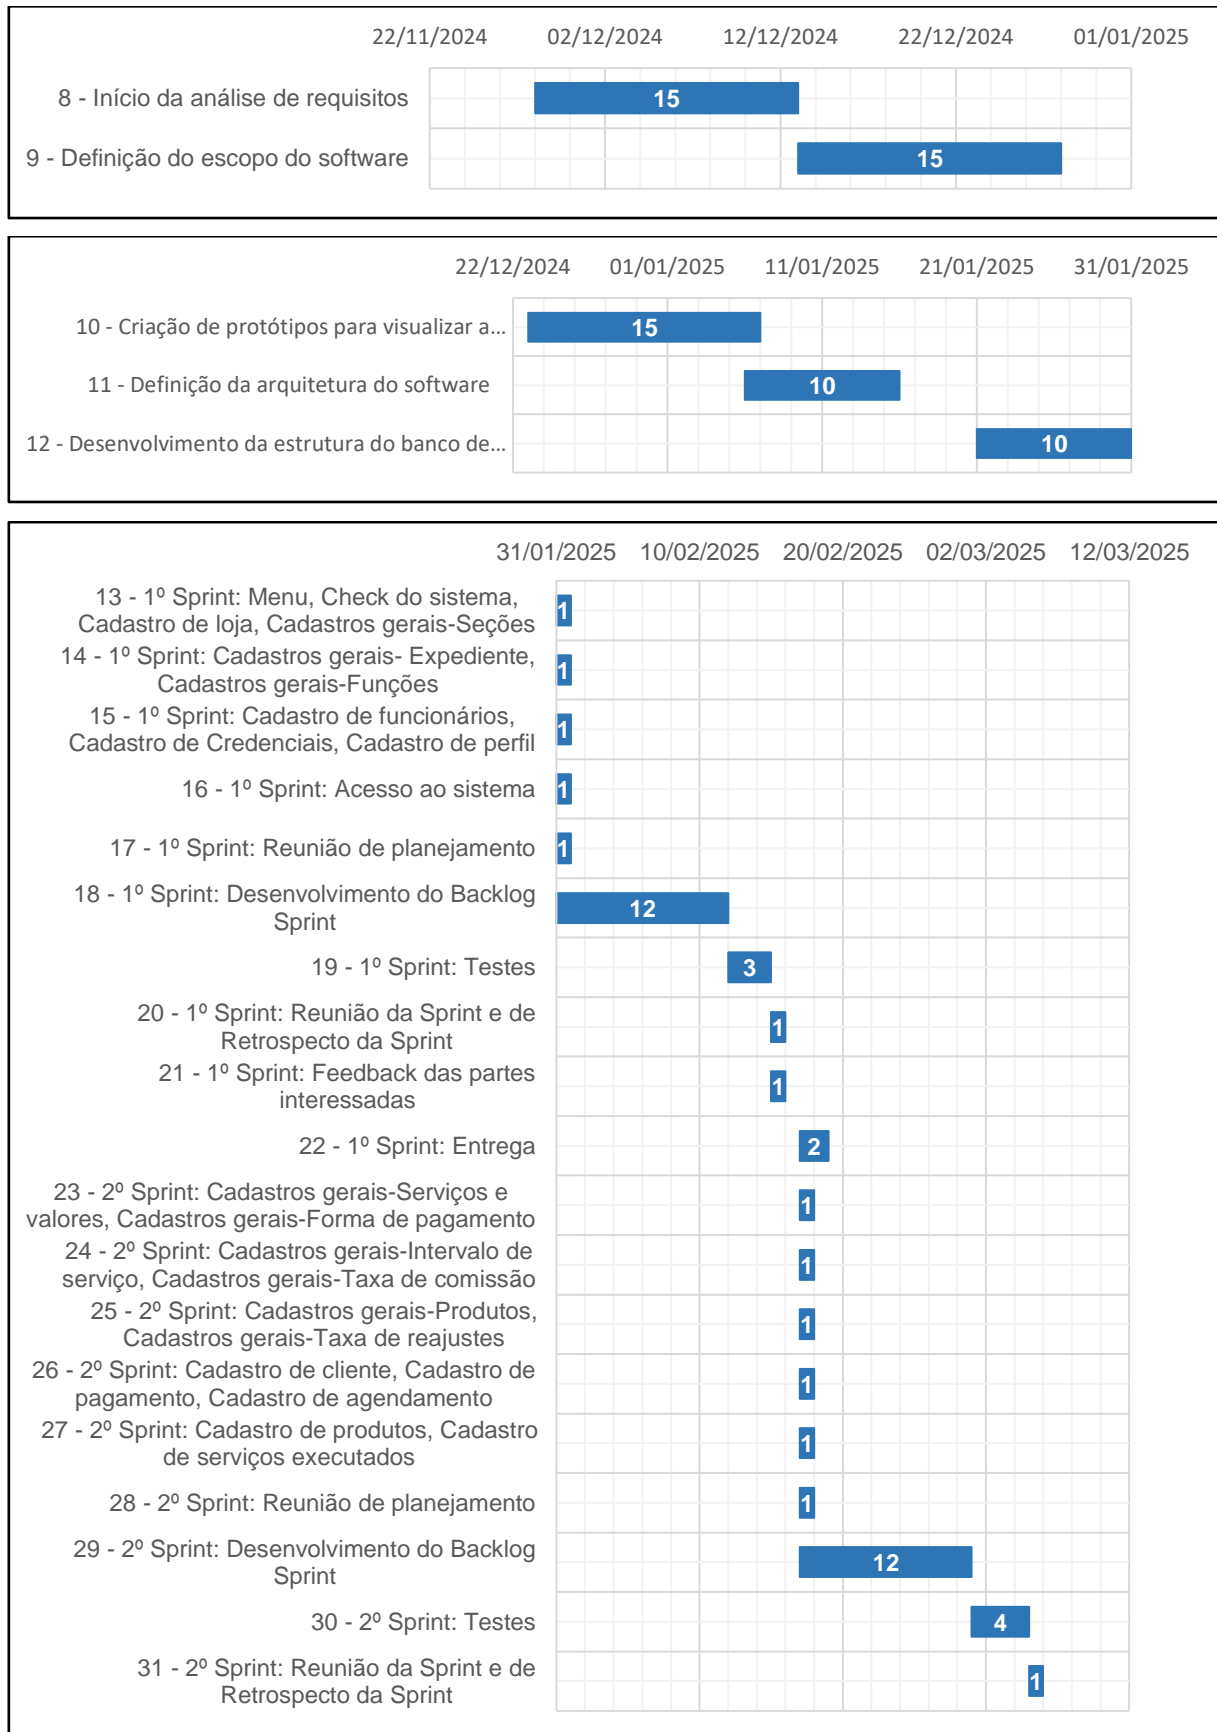 22/11/2024 02/12/2024 12/12/2024 22/12/2024 01/01/2025
8 - Início da análise de requisitos 15
9 - Definição do escopo do software 15
22/12/2024 01/01/2025 11/01/2025 21/01/2025 31/01/2025
10 - Criação de protótipos para visualizar a... 15
11 - Definição da arquitetura do software 10
12 - Desenvolvimento da estrutura do banco de... 10
31/01/2025 10/02/2025 20/02/2025 02/03/2025 12/03/2025
13 - 1º Sprint: Menu, Check do sistema,
Cadastro de loja, Cadastros gerais-Seções
1
14 - 1º Sprint: Cadastros gerais- Expediente,
Cadastros gerais-Funções
1
15 - 1º Sprint: Cadastro de funcionários,
Cadastro de Credenciais, Cadastro de perfil
1
16 - 1º Sprint: Acesso ao sistema 1
17 - 1º Sprint: Reunião de planejamento 1
18 - 1º Sprint: Desenvolvimento do Backlog
Sprint
12
19 - 1º Sprint: Testes 3
20 - 1º Sprint: Reunião da Sprint e de
Retrospecto da Sprint
1
21 - 1º Sprint: Feedback das partes
interessadas
1
22 - 1º Sprint: Entrega 2
23 - 2º Sprint: Cadastros gerais-Serviços e
valores, Cadastros gerais-Forma de pagamento
1
24 - 2º Sprint: Cadastros gerais-Intervalo de
serviço, Cadastros gerais-Taxa de comissão
1
25 - 2º Sprint: Cadastros gerais-Produtos,
Cadastros gerais-Taxa de reajustes
1
26 - 2º Sprint: Cadastro de cliente, Cadastro de
pagamento, Cadastro de agendamento
1
27 - 2º Sprint: Cadastro de produtos, Cadastro
de serviços executados
1
28 - 2º Sprint: Reunião de planejamento 1
29 - 2º Sprint: Desenvolvimento do Backlog
Sprint
12
30 - 2º Sprint: Testes 4
31 - 2º Sprint: Reunião da Sprint e de
Retrospecto da Sprint
1